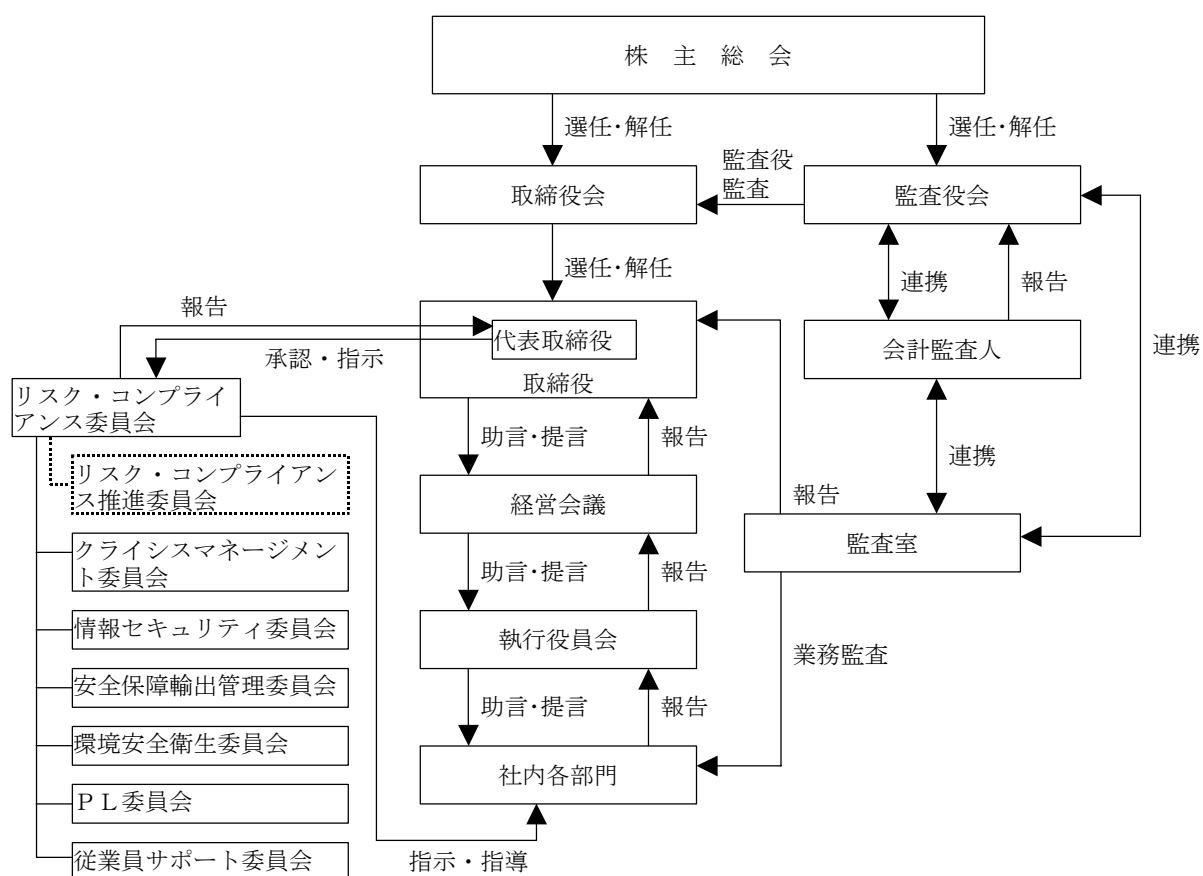 株主総会
選任・解任
選任・解任
監査役
監査
取締役会
監査役会
選任・解任
連携
報告
報告
代表取締役
会計監査人
連携
承認・指示
取締役
リスク・コンプライ
アンス委員会
助言・提言
報告
連携
リスク・コンプライアン
ス推進委員会
経営会議
報告
監査室
クライシスマネージメン
ト委員会
助言・提言
報告
情報セキュリティ委員会
執行役員会
業務監査
安全保障輸出管理委員会
助言・提言
報告
環境安全衛生委員会
社内各部門
ＰＬ委員会
従業員サポート委員会
指示・指導